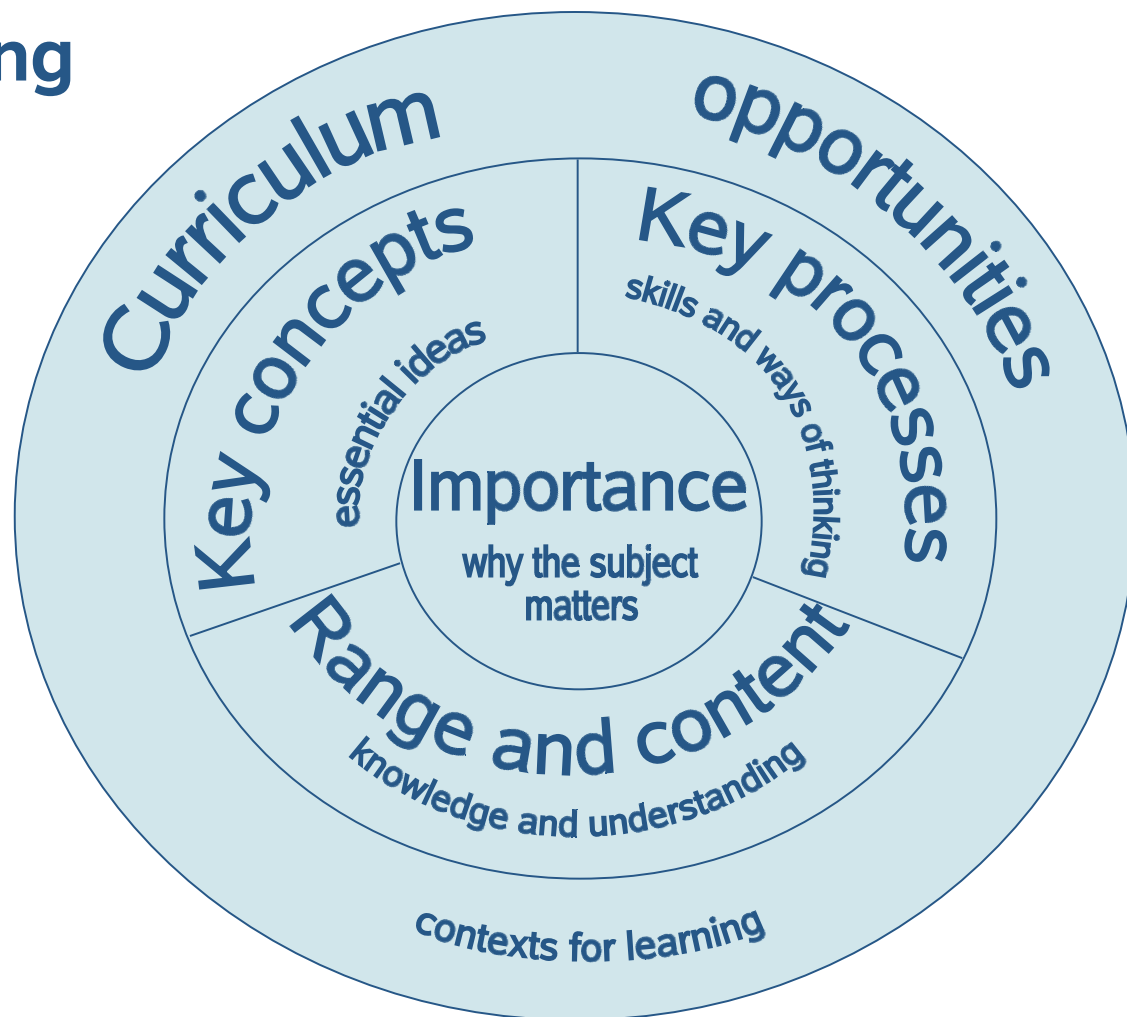 ng
Curriculum opportunities
Key concepts
essential ideas
Key processes
skills and ways of thinking
Importance
why the subject
matters
Range and content
knowledge and understanding
contexts for learning